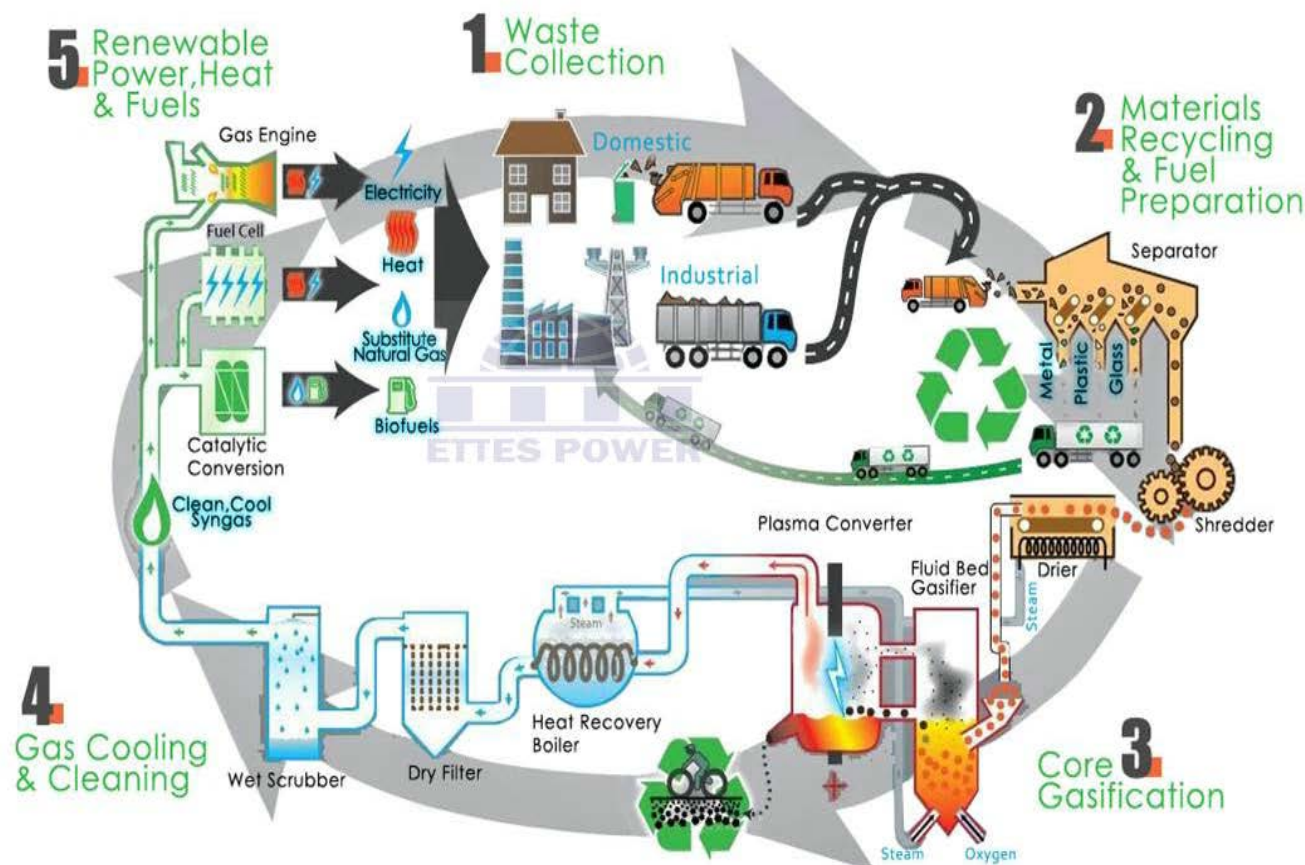 5. Renewable
Power,Heat
& Fuels
1. Waste
Collection
2. Materials
Recycling
& Fuel
Preparation
Gas Engine
Domestic
Electricity
Fuel Cell
Heat
Industrial
Separator
Substitute
Natural Gas
Metal
Plastic
Glass
Biofuels
ETTES POWER
Catalytic
Conversion
Clean,Cool
Syngas
Plasma Converter
Shredder
Fluid Bed
Gasifier
Drier
Steam
Steam
4. Gas Cooling
& Cleaning
Wet Scrubber
Dry Filter
Heat Recovery
Boiler
Core 3.
Gasification
Steam
Oxygen